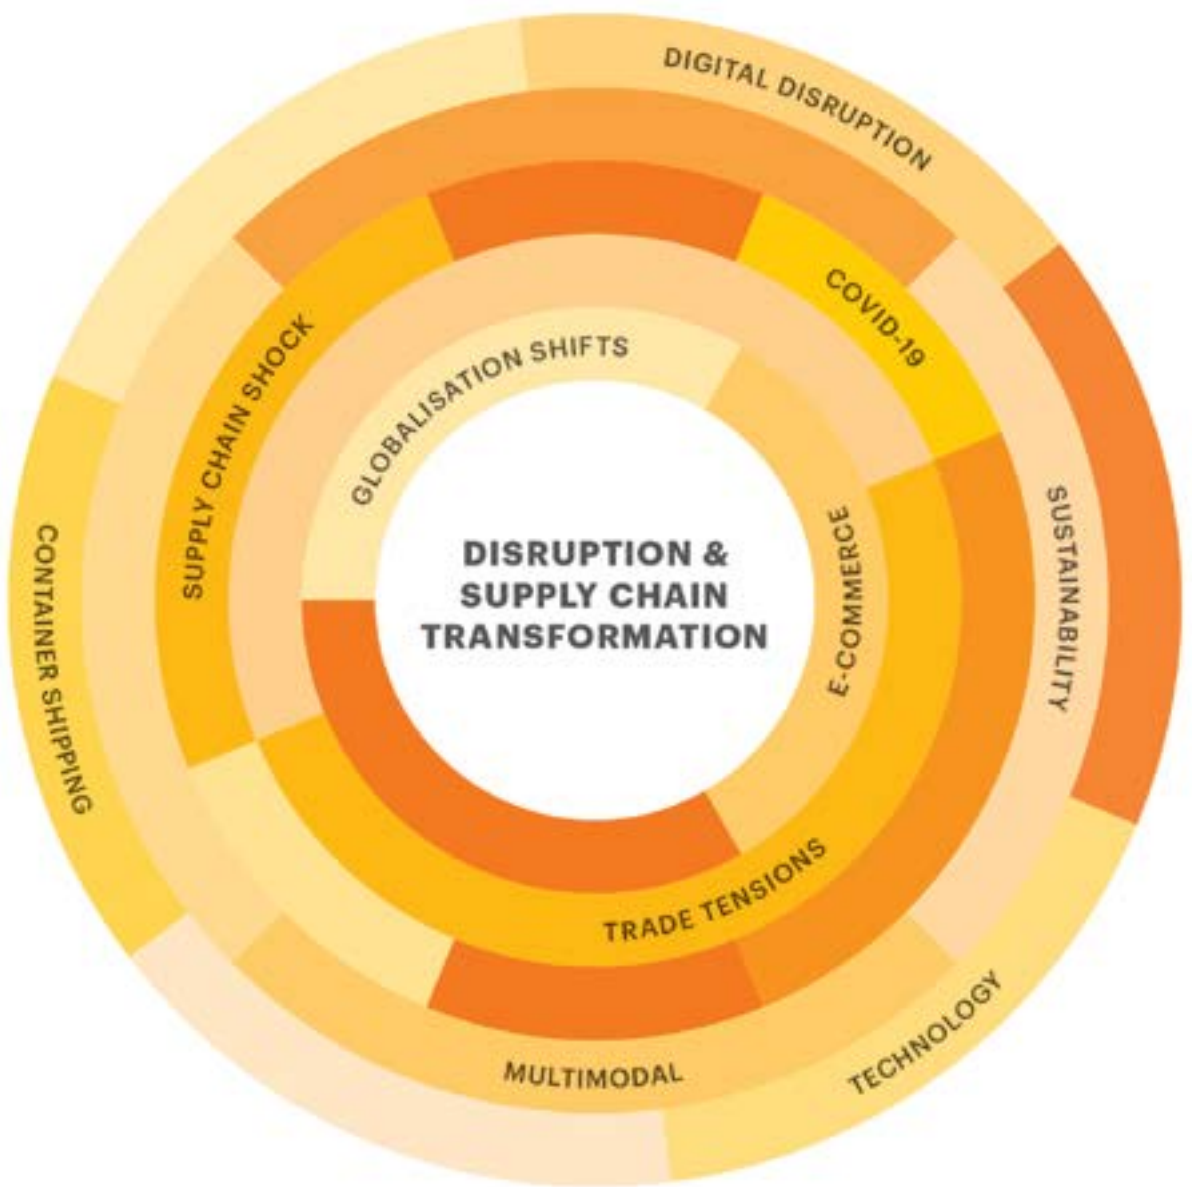 DIGITAL DISRUPTION
COVID-19
SUPPLY CHAIN SHOCK
GLOBALISATION SHIFTS
SUSTAINABILITY
CONTAINER SHIPPING
E-COMMERCE
DISRUPTION &
SUPPLY CHAIN
TRANSFORMATION
TRADE TENSIONS
TECHNOLOGY
MULTIMODAL